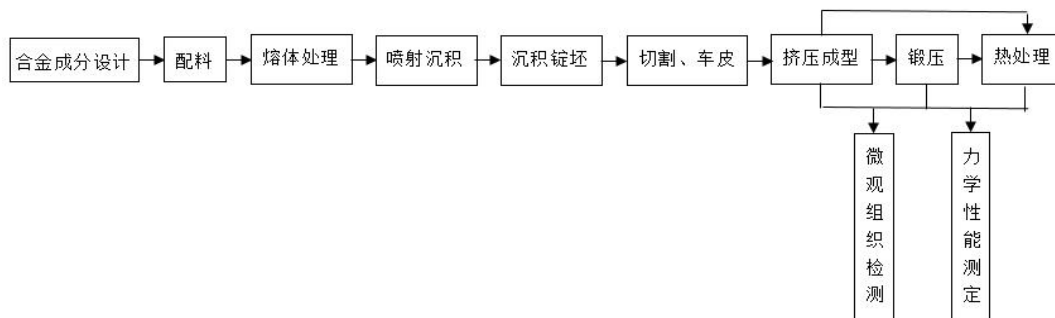 合金成分设计
配料
熔体处理
喷射沉积
沉积锭坯
切割、车皮
挤压成型
锻压
热处理
微观组织检测
力学性能测定